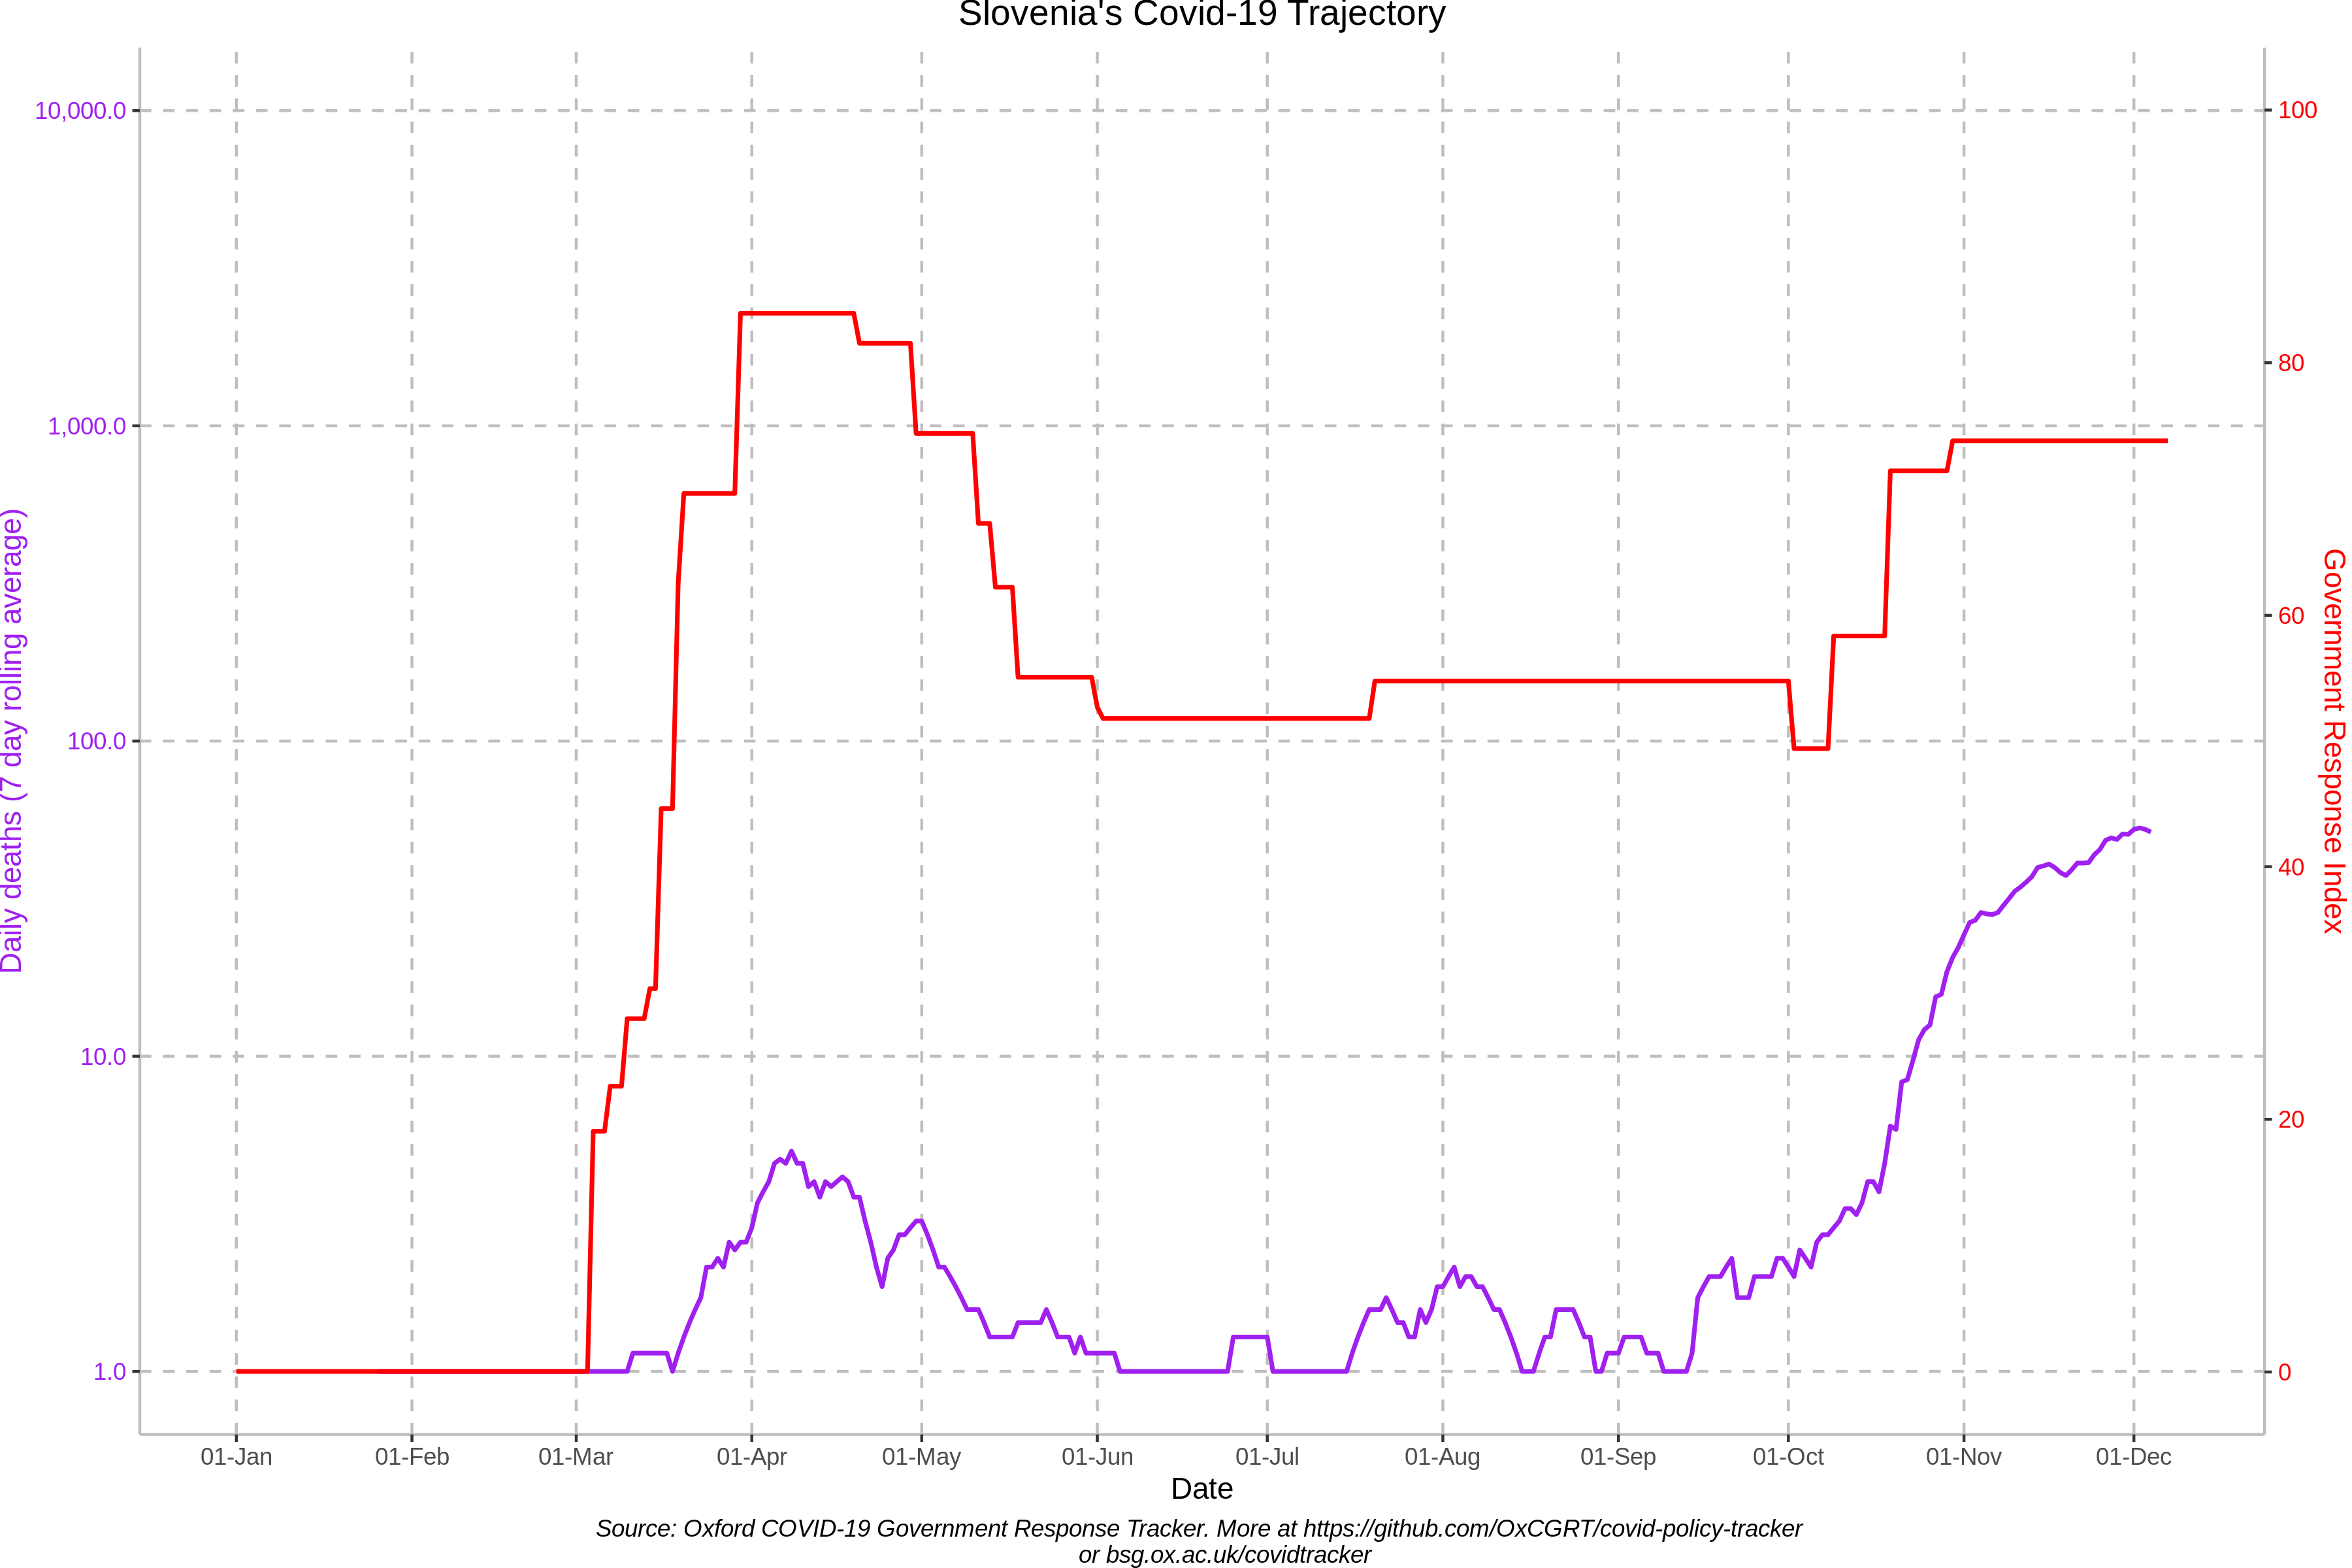 Slovenia's Covid-19 Trajectory
10,000.0
1,000.0
100.0
10.0
1.0
Daily deaths (7 day rolling average)
100
80
60
40
20
0
Government Response Index
01-Jan 01-Feb 01-Mar 01-Apr 01-May 01-Jun 01-Jul 01-Aug 01-Sep 01-Oct 01-Nov 01-Dec
Date
Source: Oxford COVID-19 Government Response Tracker. More at https://github.com/OxCGRT/covid-policy-tracker
or bsg.ox.ac.uk/covidtracker